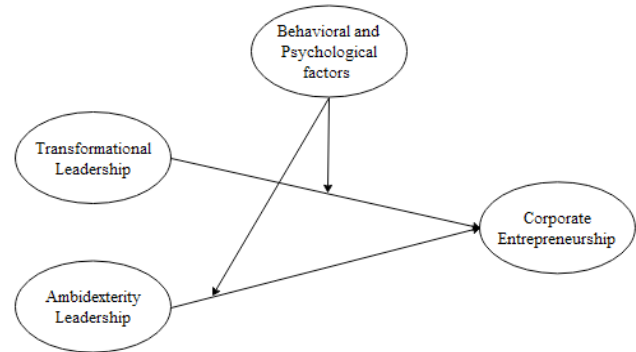 Behavioral and
Psychological
factors
Transformational
Leadership
Corporate
Entrepreneurship
Ambidexterity
Leadership